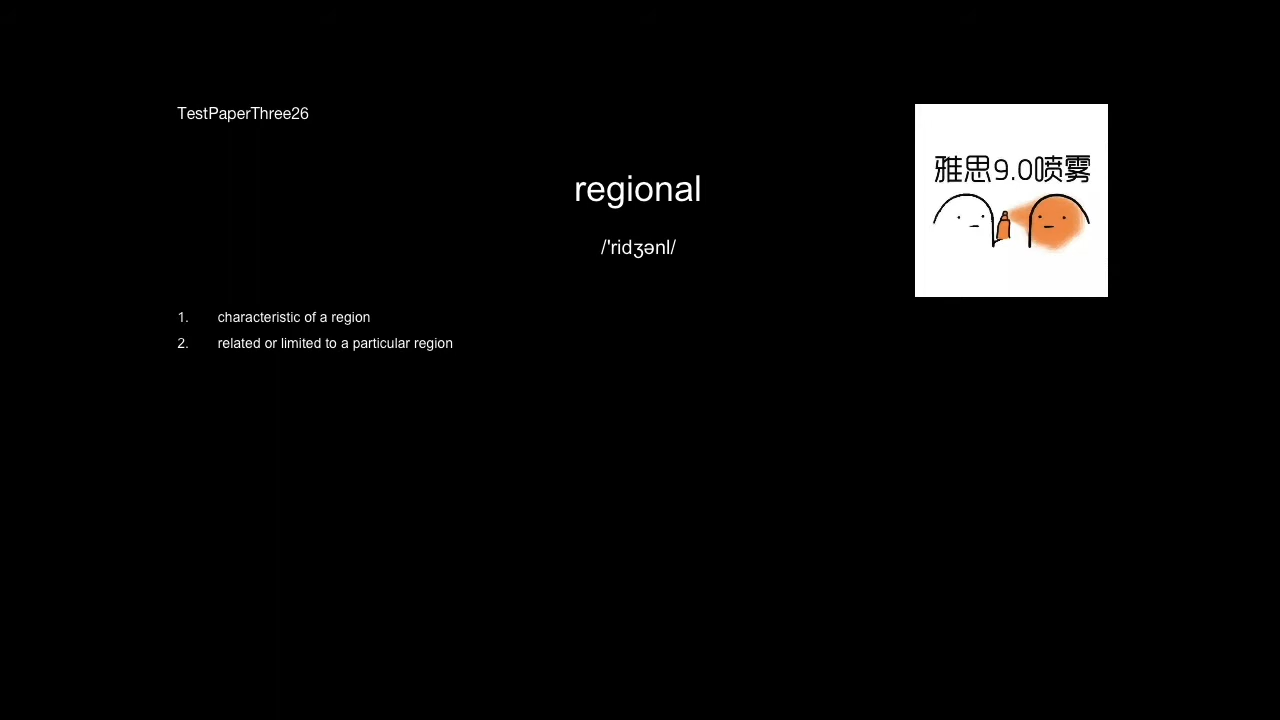 TestPaperThree26
雅思9.0喷雾
regional
/'ridʒənl/
1. characteristic of a region
2. related or limited to a particular region